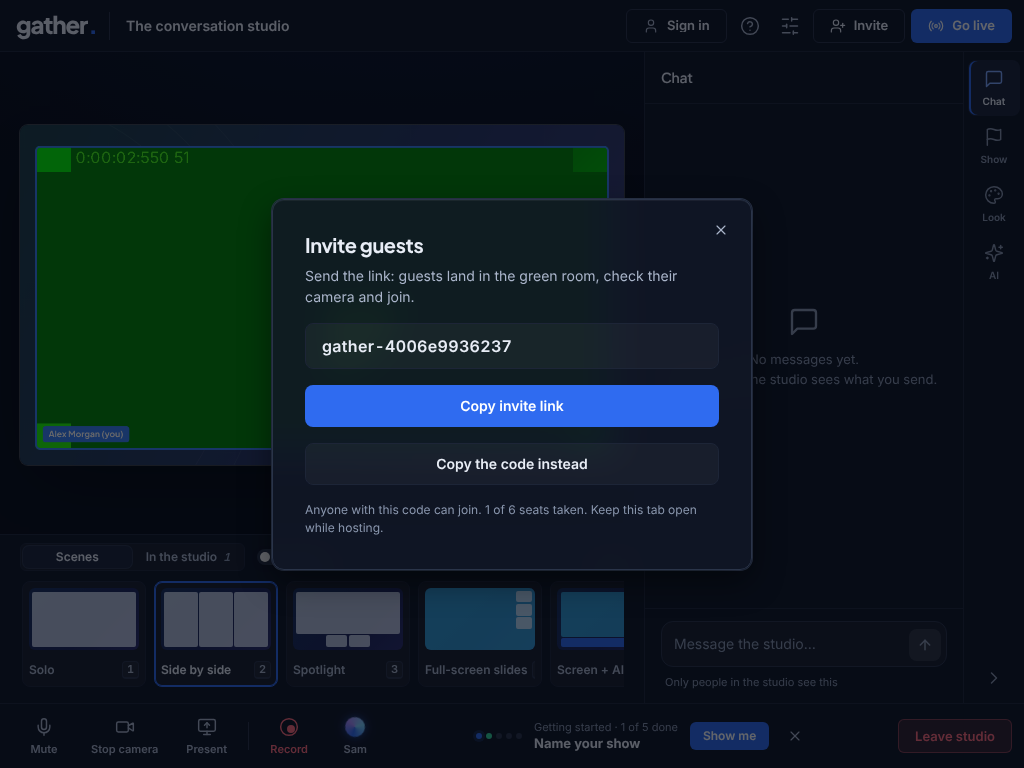 gather.
The conversation studio
Sign in
Invite
Go live
Chat
Chat
Show
Look
AI
0:00:02:550 51
Alex Morgan (you)
Invite guests
Send the link: guests land in the green room, check their
camera and join.
gather-4006e9936237
Copy invite link
Copy the code instead
Anyone with this code can join. 1 of 6 seats taken. Keep this tab open
while hosting.
No messages yet.
the studio sees what you send.
Scenes
In the studio 1
Solo 1
Side by side 2
Spotlight 3
Full-screen slides
Screen + AI
Message the studio...
Only people in the studio see this
Mute
Stop camera
Present
Record
Sam
Getting started · 1 of 5 done
Name your show
Show me
Leave studio